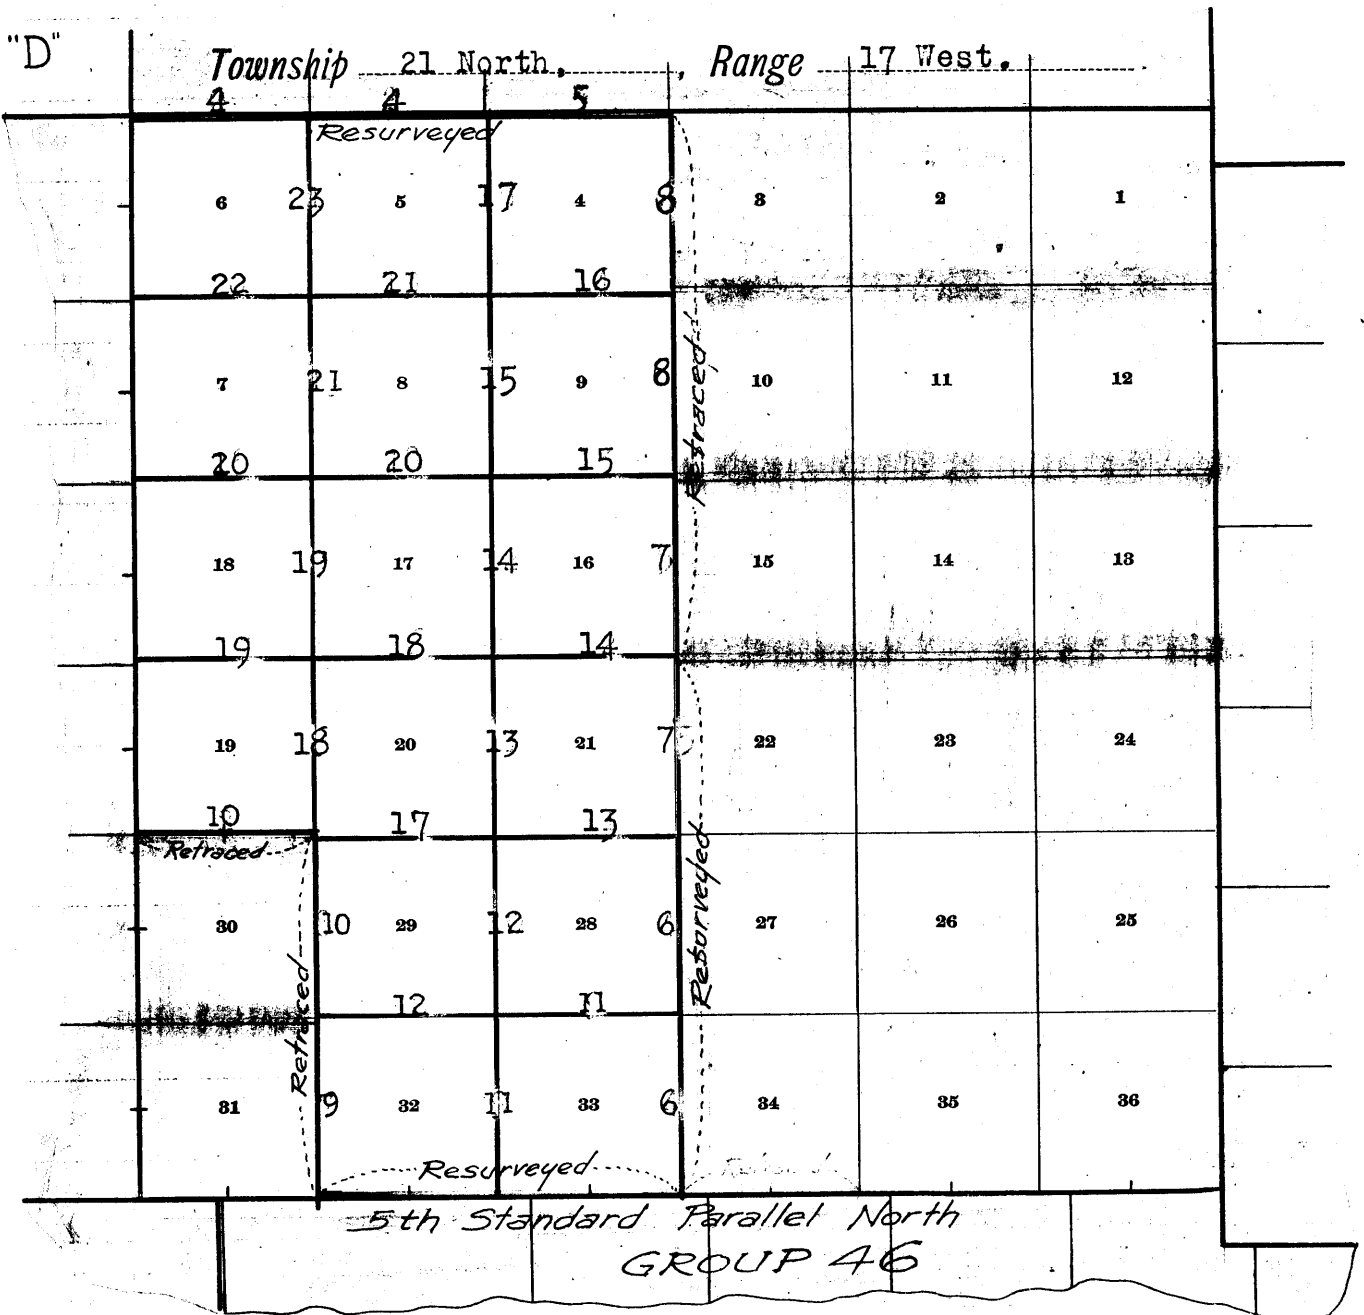 "D"
Township 21 North, , Range 17 West.
4 4 5
Resurveyed
6 23 5 17 4 8 3 2 1
22 21 16
7 21 8 15 9 8 10 11 12
Retraced
20 20 15
18 19 17 14 16 7 15 14 13
19 18 14
19 18 20 13 21 7 22 23 24
10 17 13
Retraced
30 10 29 12 28 6 27 26 25
Resurveyed
12 11
Retraced
31 9 32 11 33 6 34 35 36
Resurveyed
5th Standard Parallel North
GROUP 46